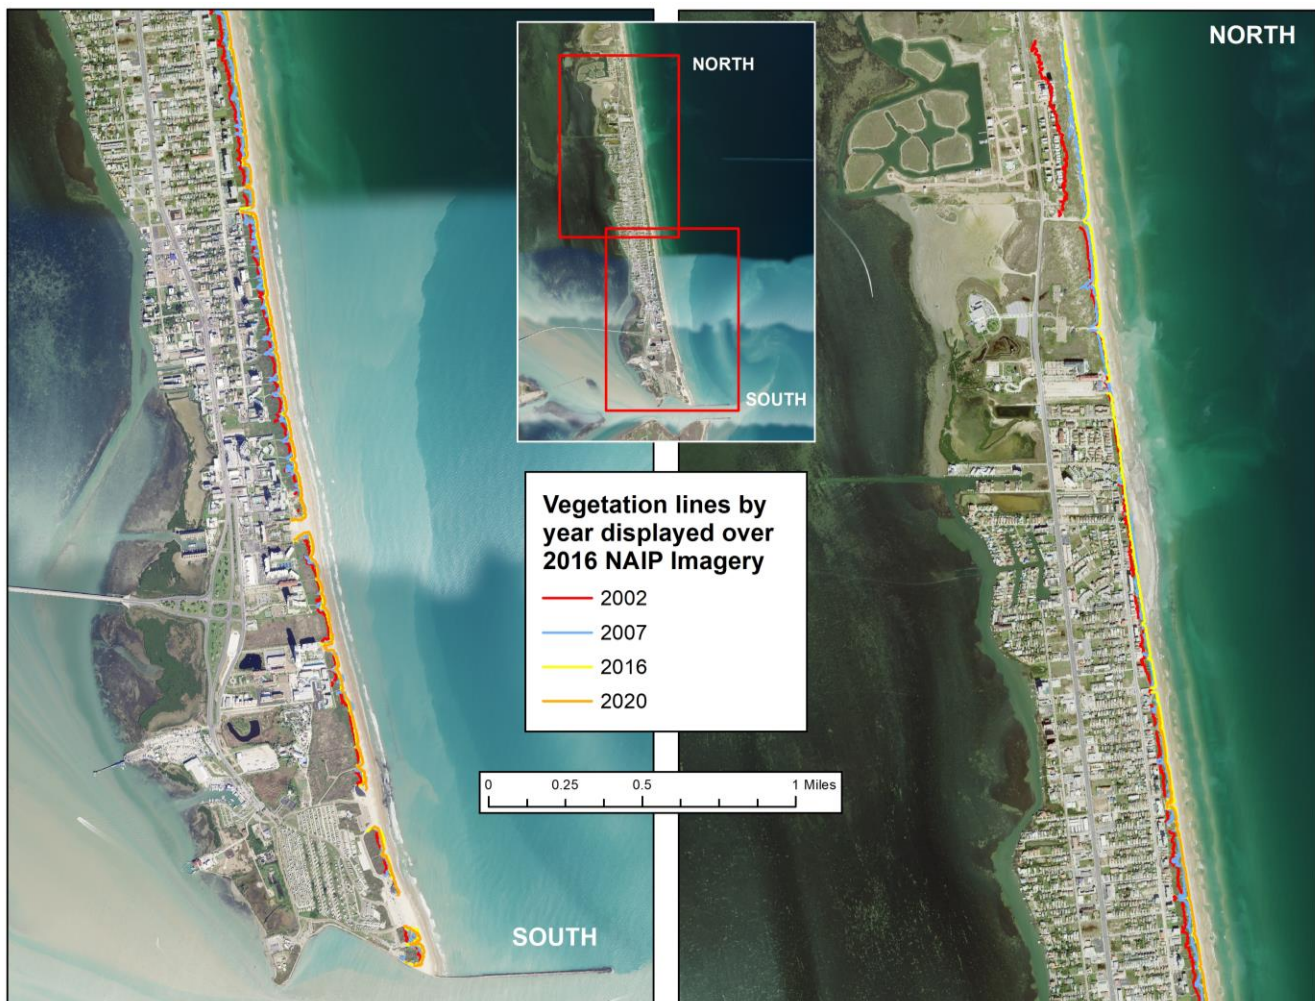 NORTH
NORTH
SOUTH
Vegetation lines by
year displayed over
2016 NAIP Imagery
2002
2007
2016
2020
0 0.25 0.5 1 Miles
SOUTH